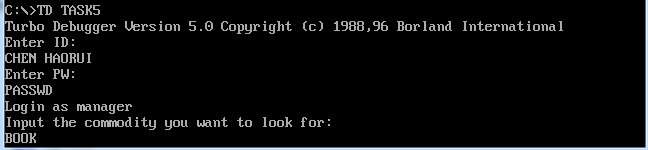 C:\>TD TASK5
Turbo Debugger Version 5.0 Copyright (c) 1988,96 Borland International
Enter ID:
CHEN HAORUI
Enter PW:
PASSWD
Login as manager
Input the commodity you want to look for:
BOOK